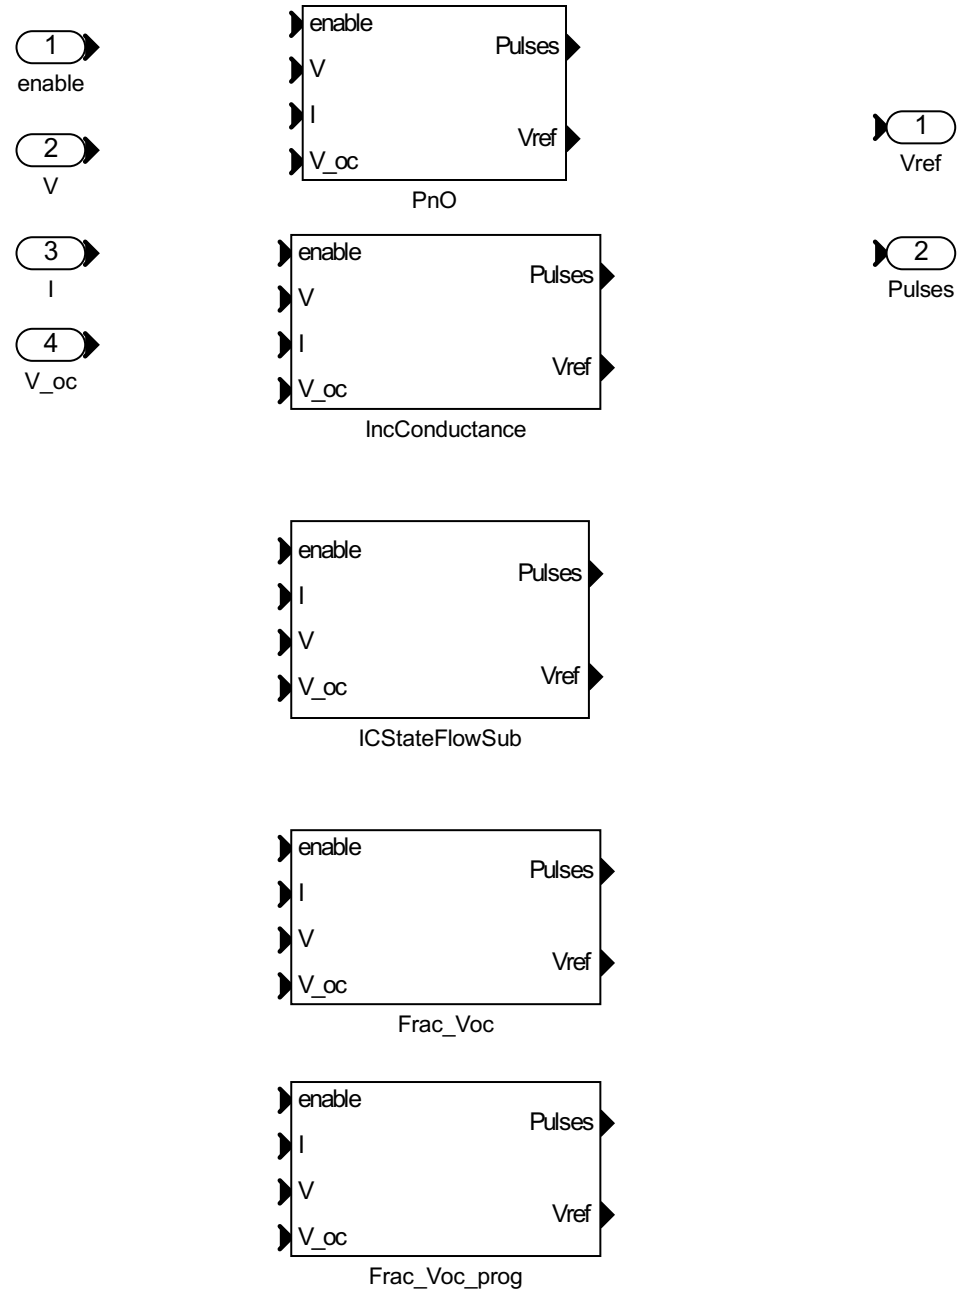 1
enable
2
V
3
I
4
V_oc
enable
V
I
V_oc
Pulses
Vref
PnO
enable
V
I
V_oc
Pulses
Vref
IncConductance
enable
I
V
V_oc
Pulses
Vref
ICStateFlowSub
enable
I
V
V_oc
Pulses
Vref
Frac_Voc
enable
I
V
V_oc
Pulses
Vref
Frac_Voc_prog
1
Vref
2
Pulses